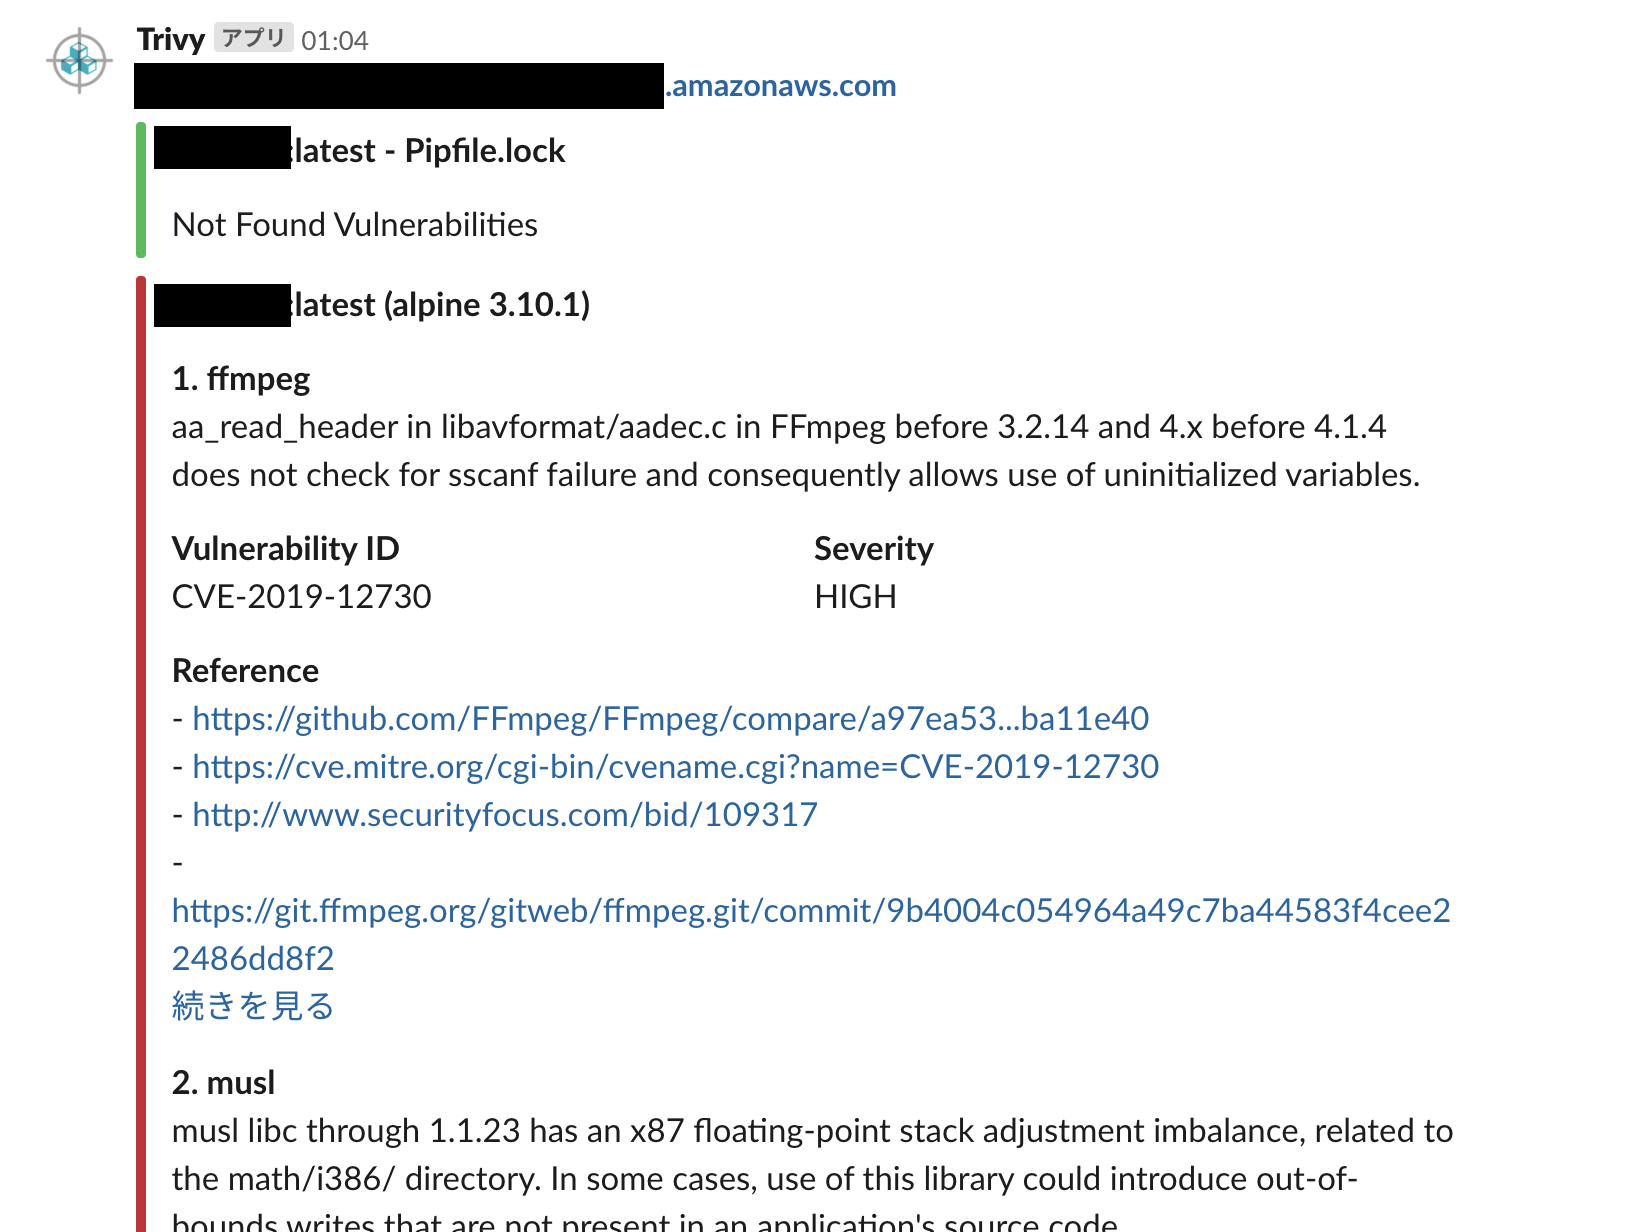 Trivy アプリ 01:04
.amazonaws.com
:latest - Pipfile.lock
Not Found Vulnerabilities
:latest (alpine 3.10.1)
1. ffmpeg
aa_read_header in libavformat/aadec.c in FFmpeg before 3.2.14 and 4.x before 4.1.4
does not check for sscanf failure and consequently allows use of uninitialized variables.
Vulnerability ID Severity
CVE-2019-12730 HIGH
Reference
- https://github.com/FFmpeg/FFmpeg/compare/a97ea53...ba11e40
- https://cve.mitre.org/cgi-bin/cvename.cgi?name=CVE-2019-12730
- http://www.securityfocus.com/bid/109317
-
https://git.ffmpeg.org/gitweb/ffmpeg.git/commit/9b4004c054964a49c7ba44583f4cee2
2486dd8f2
続きを見る
2. musl
musl libc through 1.1.23 has an x87 floating-point stack adjustment imbalance, related to
the math/i386/ directory. In some cases, use of this library could introduce out-of-
bounds writes that are not present in an application's source code.